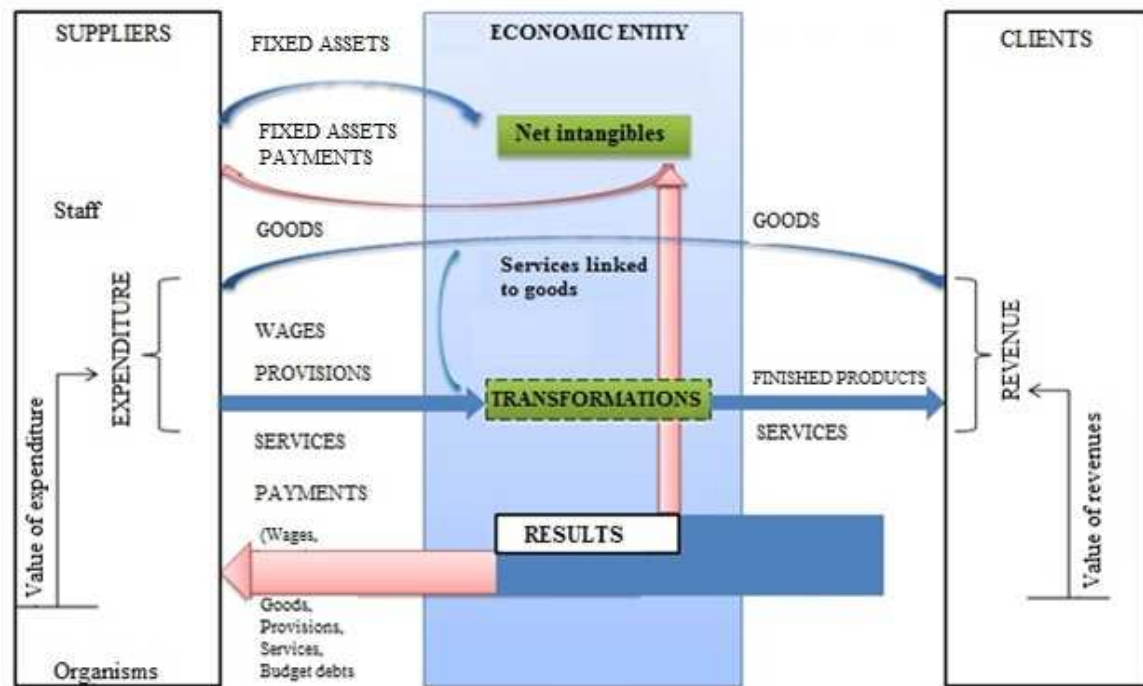 SUPPLIERS
FIXED ASSETS
ECONOMIC ENTITY
CLIENTS
FIXED ASSETS
PAYMENTS
Net intangibles
Staff
GOODS
GOODS
Services linked
to goods
EXPENDITURE
WAGES
PROVISIONS
TRANSFORMATIONS
FINISHED PRODUCTS
REVENUE
SERVICES
SERVICES
Value of expenditure
PAYMENTS
(Wages,
RESULTS
Value of revenues
Goods,
Provisions,
Services,
Budget debts
Organisms